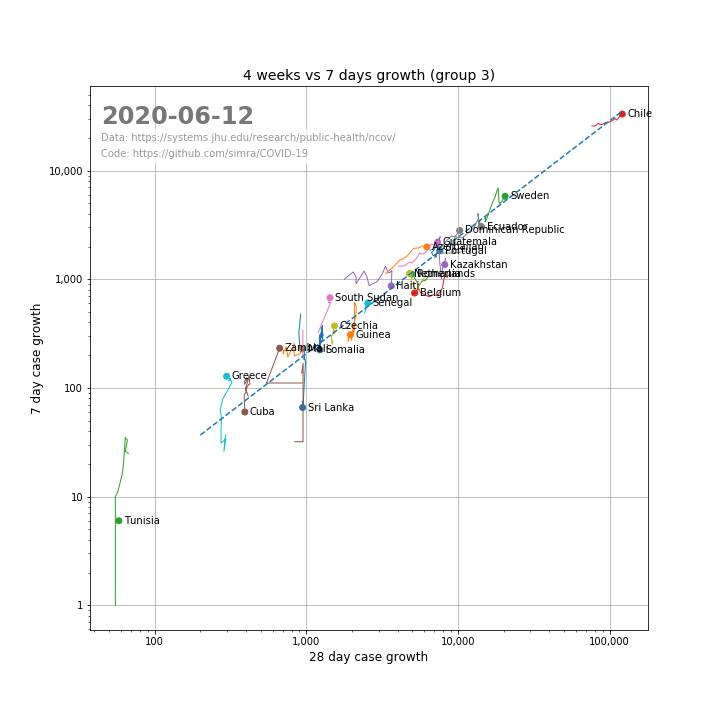 4 weeks vs 7 days growth (group 3)
2020-06-12
Data: https://systems.jhu.edu/research/public-health/ncov/
Code: https://github.com/simra/COVID-19
Chile
10,000
Sweden
Ecuador
Dominican Republic
Guatemala
Portugal
Kazakhstan
1,000
Haiti
Belgium
South Sudan
Senegal
Czechia
Guinea
Mali
Somalia
Greece
100
Cuba
Sri Lanka
10
Tunisia
1
100
1,000
10,000
100,000
28 day case growth
7 day case growth